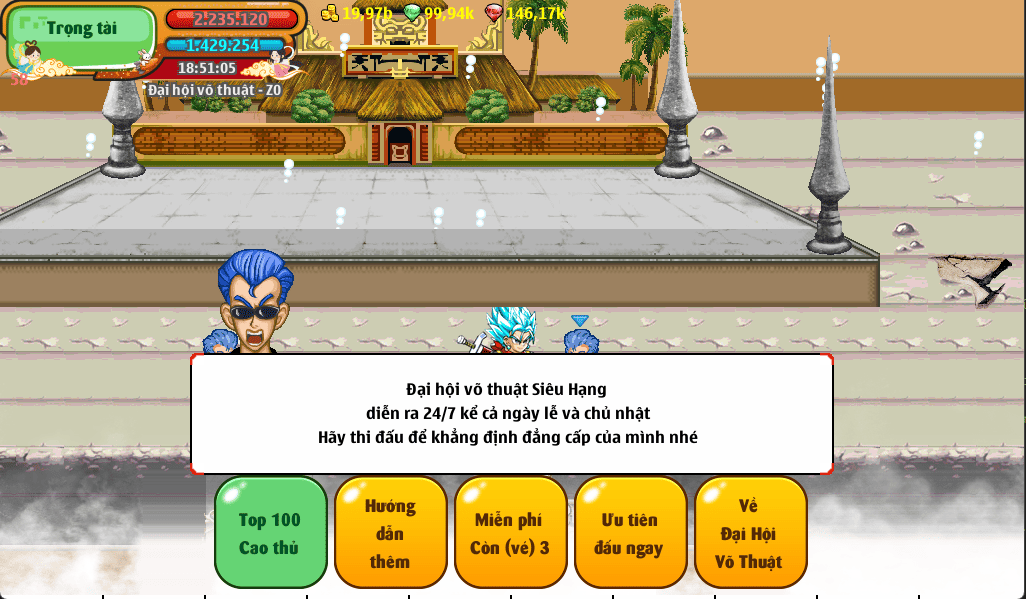 Trọng tài
2.235.120
1.429.254
18:51:05
58
Đại hội võ thuật - Z0
19,97b
99,94k
146,17k
Đại hội võ thuật Siêu Hạng
diễn ra 24/7 kể cả ngày lễ và chủ nhật
Hãy thi đấu để khẳng định đẳng cấp của mình nhé
Top 100
Cao thủ
Hướng
dẫn
thêm
Miễn phí
Còn (vé) 3
Ưu tiên
đấu ngay
Về
Đại Hội
Võ Thuật